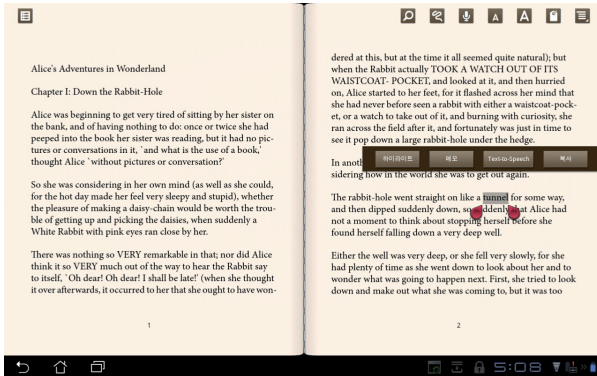 Alice's Adventures in Wonderland
Chapter I: Down the Rabbit-Hole
Alice was beginning to get very tired of sitting by her sister on
the bank, and of having nothing to do: once or twice she had
peeped into the book her sister was reading, but it had no pic-
tures or conversations in it, `and what is the use of a book,'
thought Alice `without pictures or conversation?'
So she was considering in her own mind (as well as she could,
for the hot day made her feel very sleepy and stupid), whether
the pleasure of making a daisy-chain would be worth the trou-
ble of getting up and picking the daisies, when suddenly a
White Rabbit with pink eyes ran close by her.
There was nothing so VERY remarkable in that; nor did Alice
think it so VERY much out of the way to hear the Rabbit say
to itself, `Oh dear! Oh dear! I shall be late!' (when she thought
it over afterwards, it occurred to her that she ought to have won-
1
A A
dered at this, but at the time it all seemed quite natural); but
when the Rabbit actually TOOK A WATCH OUT OF ITS
WAISTCOAT- POCKET, and looked at it, and then hurried
on, Alice started to her feet, for it flashed across her mind that
she had never before seen a rabbit with either a waistcoat-pock-
et, or a watch to take out of it, and burning with curiosity, she
ran across the field after it, and fortunately was just in time to
see it pop down a large rabbit-hole under the hedge.
하이라이트 메모 Text-to-Speech 복사
In anoth
sidering how in the world she was to get out again.
The rabbit-hole went straight on like a tunnel for some way,
and then dipped suddenly down, so suddenly that Alice had
not a moment to think about stopping herself before she
found herself falling down a very deep well.
Either the well was very deep, or she fell very slowly, for she
had plenty of time as she went down to look about her and to
wonder what was going to happen next. First, she tried to look
down and make out what she was coming to, but it was too
2
5:08